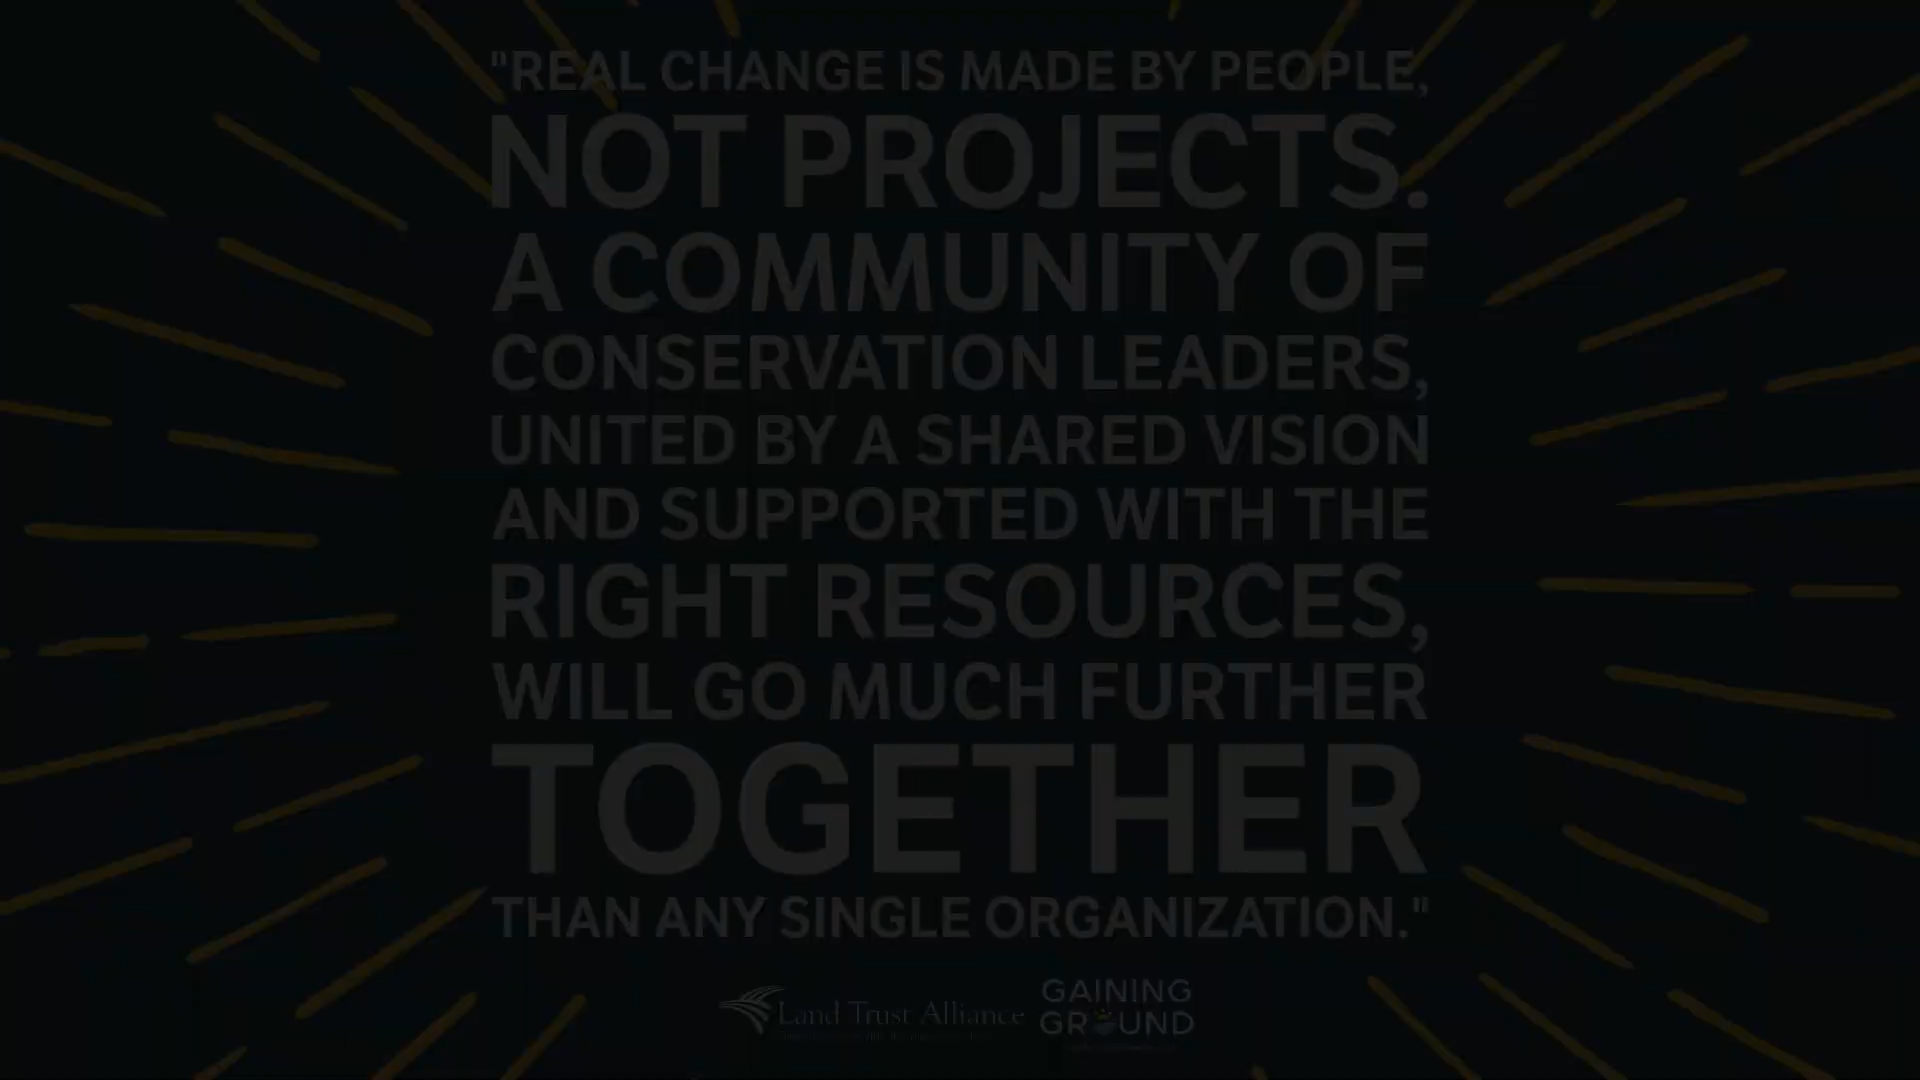 "REAL CHANGE IS MADE BY PEOPLE,
NOT PROJECTS.
A COMMUNITY OF
CONSERVATION LEADERS,
UNITED BY A SHARED VISION
AND SUPPORTED WITH THE
RIGHT RESOURCES,
WILL GO MUCH FURTHER
TOGETHER
THAN ANY SINGLE ORGANIZATION."
Land Trust Alliance
GAINING
GROUND